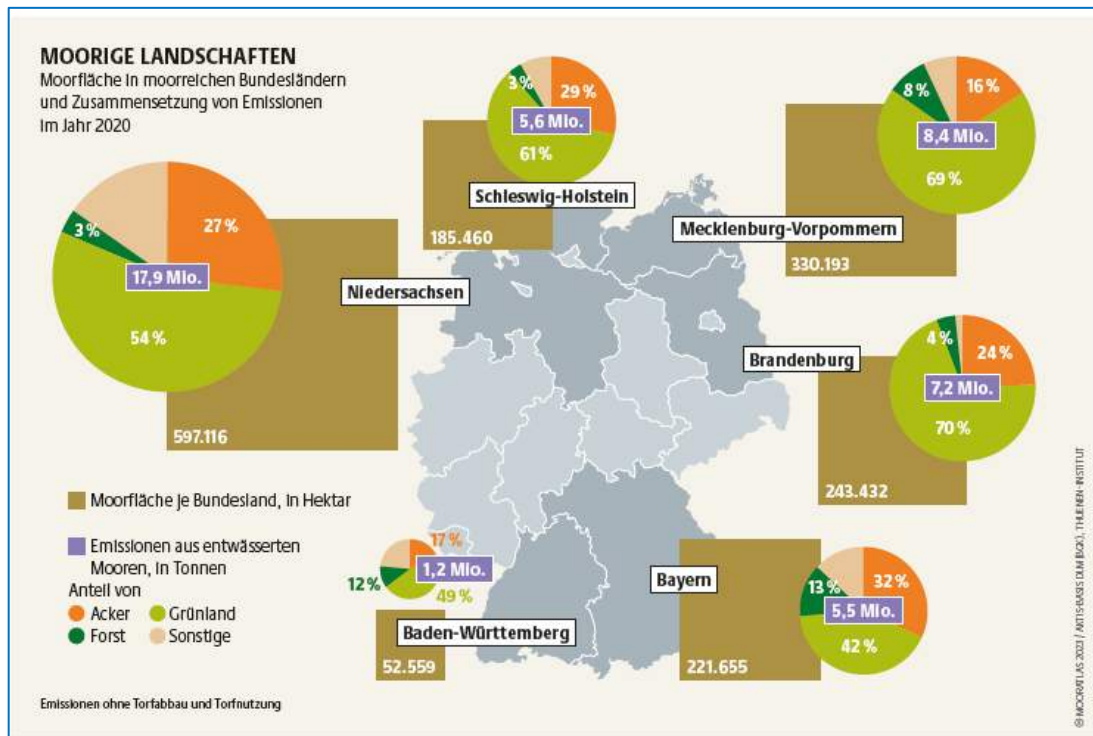 MOORIGE LANDSCHAFTEN
Moorfläche in moorreichen Bundesländern
und Zusammensetzung von Emissionen
im Jahr 2020
3 %
29 %
5,6 Mio.
61 %
Schleswig-Holstein
185.460
8 %
16 %
8,4 Mio.
69 %
Mecklenburg-Vorpommern
330.193
3 %
27 %
17,9 Mio.
54 %
Niedersachsen
597.116
4 %
24 %
7,2 Mio.
70 %
Brandenburg
243.432
17 %
1,2 Mio.
12 %
49 %
Baden-Württemberg
52.559
Bayern
13 %
32 %
5,5 Mio.
42 %
221.655
Moorfläche je Bundesland, in Hektar
Emissionen aus entwässerten
Mooren, in Tonnen
Anteil von
Acker Grünland
Forst Sonstige
Emissionen ohne Torfabbau und Torfnutzung
© MOORATLAS 2023 / THUENEN-INSTITUT